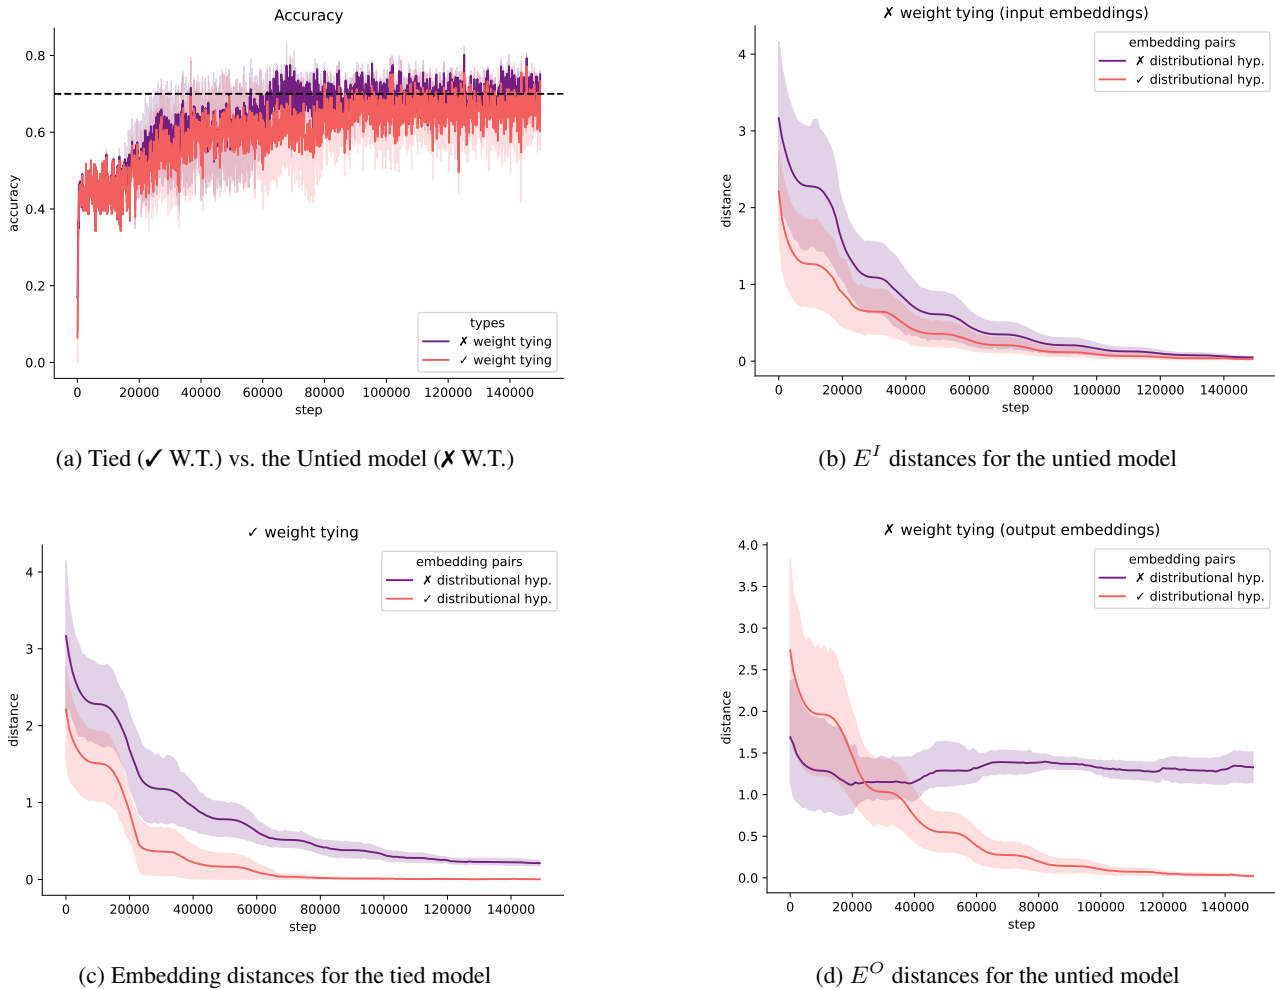 Accuracy
0.8
0.6
0.4
0.2
0.0
accuracy
0 20000 40000 60000 80000 100000 120000 140000
step
types
✗ weight tying
✓ weight tying
(a) Tied (✓ W.T.) vs. the Untied model (✗ W.T.)
✗ weight tying (input embeddings)
4
3
2
1
0
distance
0 20000 40000 60000 80000 100000 120000 140000
step
embedding pairs
✗ distributional hyp.
✓ distributional hyp.
(b) E^I distances for the untied model
✓ weight tying
4
3
2
1
0
distance
0 20000 40000 60000 80000 100000 120000 140000
step
embedding pairs
✗ distributional hyp.
✓ distributional hyp.
(c) Embedding distances for the tied model
✗ weight tying (output embeddings)
4.0
3.5
3.0
2.5
2.0
1.5
1.0
0.5
0.0
distance
0 20000 40000 60000 80000 100000 120000 140000
step
embedding pairs
✗ distributional hyp.
✓ distributional hyp.
(d) E^O distances for the untied model